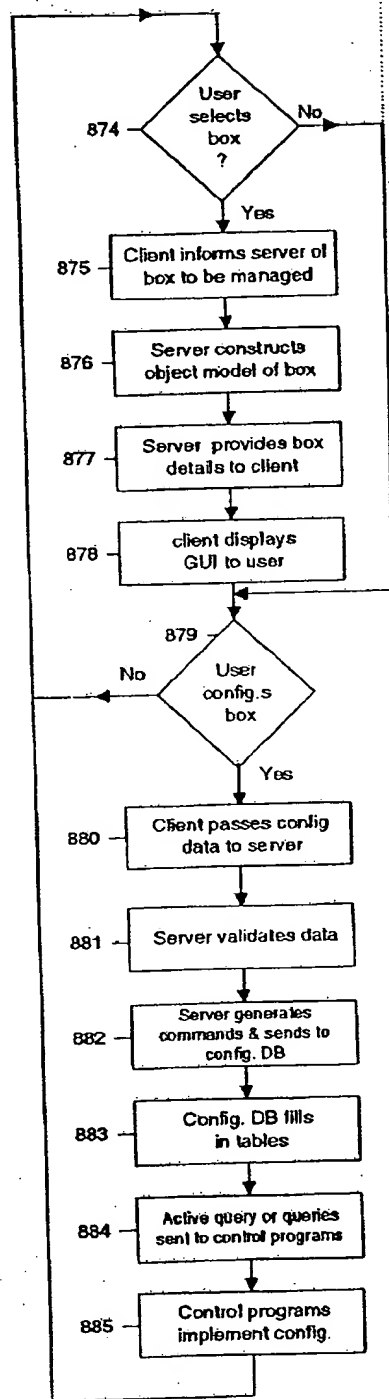 User
selects
box
?
874
No
Yes
875
Client informs server of
box to be managed
876
Server constructs
object model of box
877
Server provides box
details to client
878
client displays
GUI to user
879
User
config.s
box
No
Yes
880
Client passes config
data to server
881
Server validates data
882
Server generates
commands & sends to
config. DB
883
Config. DB fills
in tables
884
Active query or queries
sent to control programs
885
Control programs
implement config.